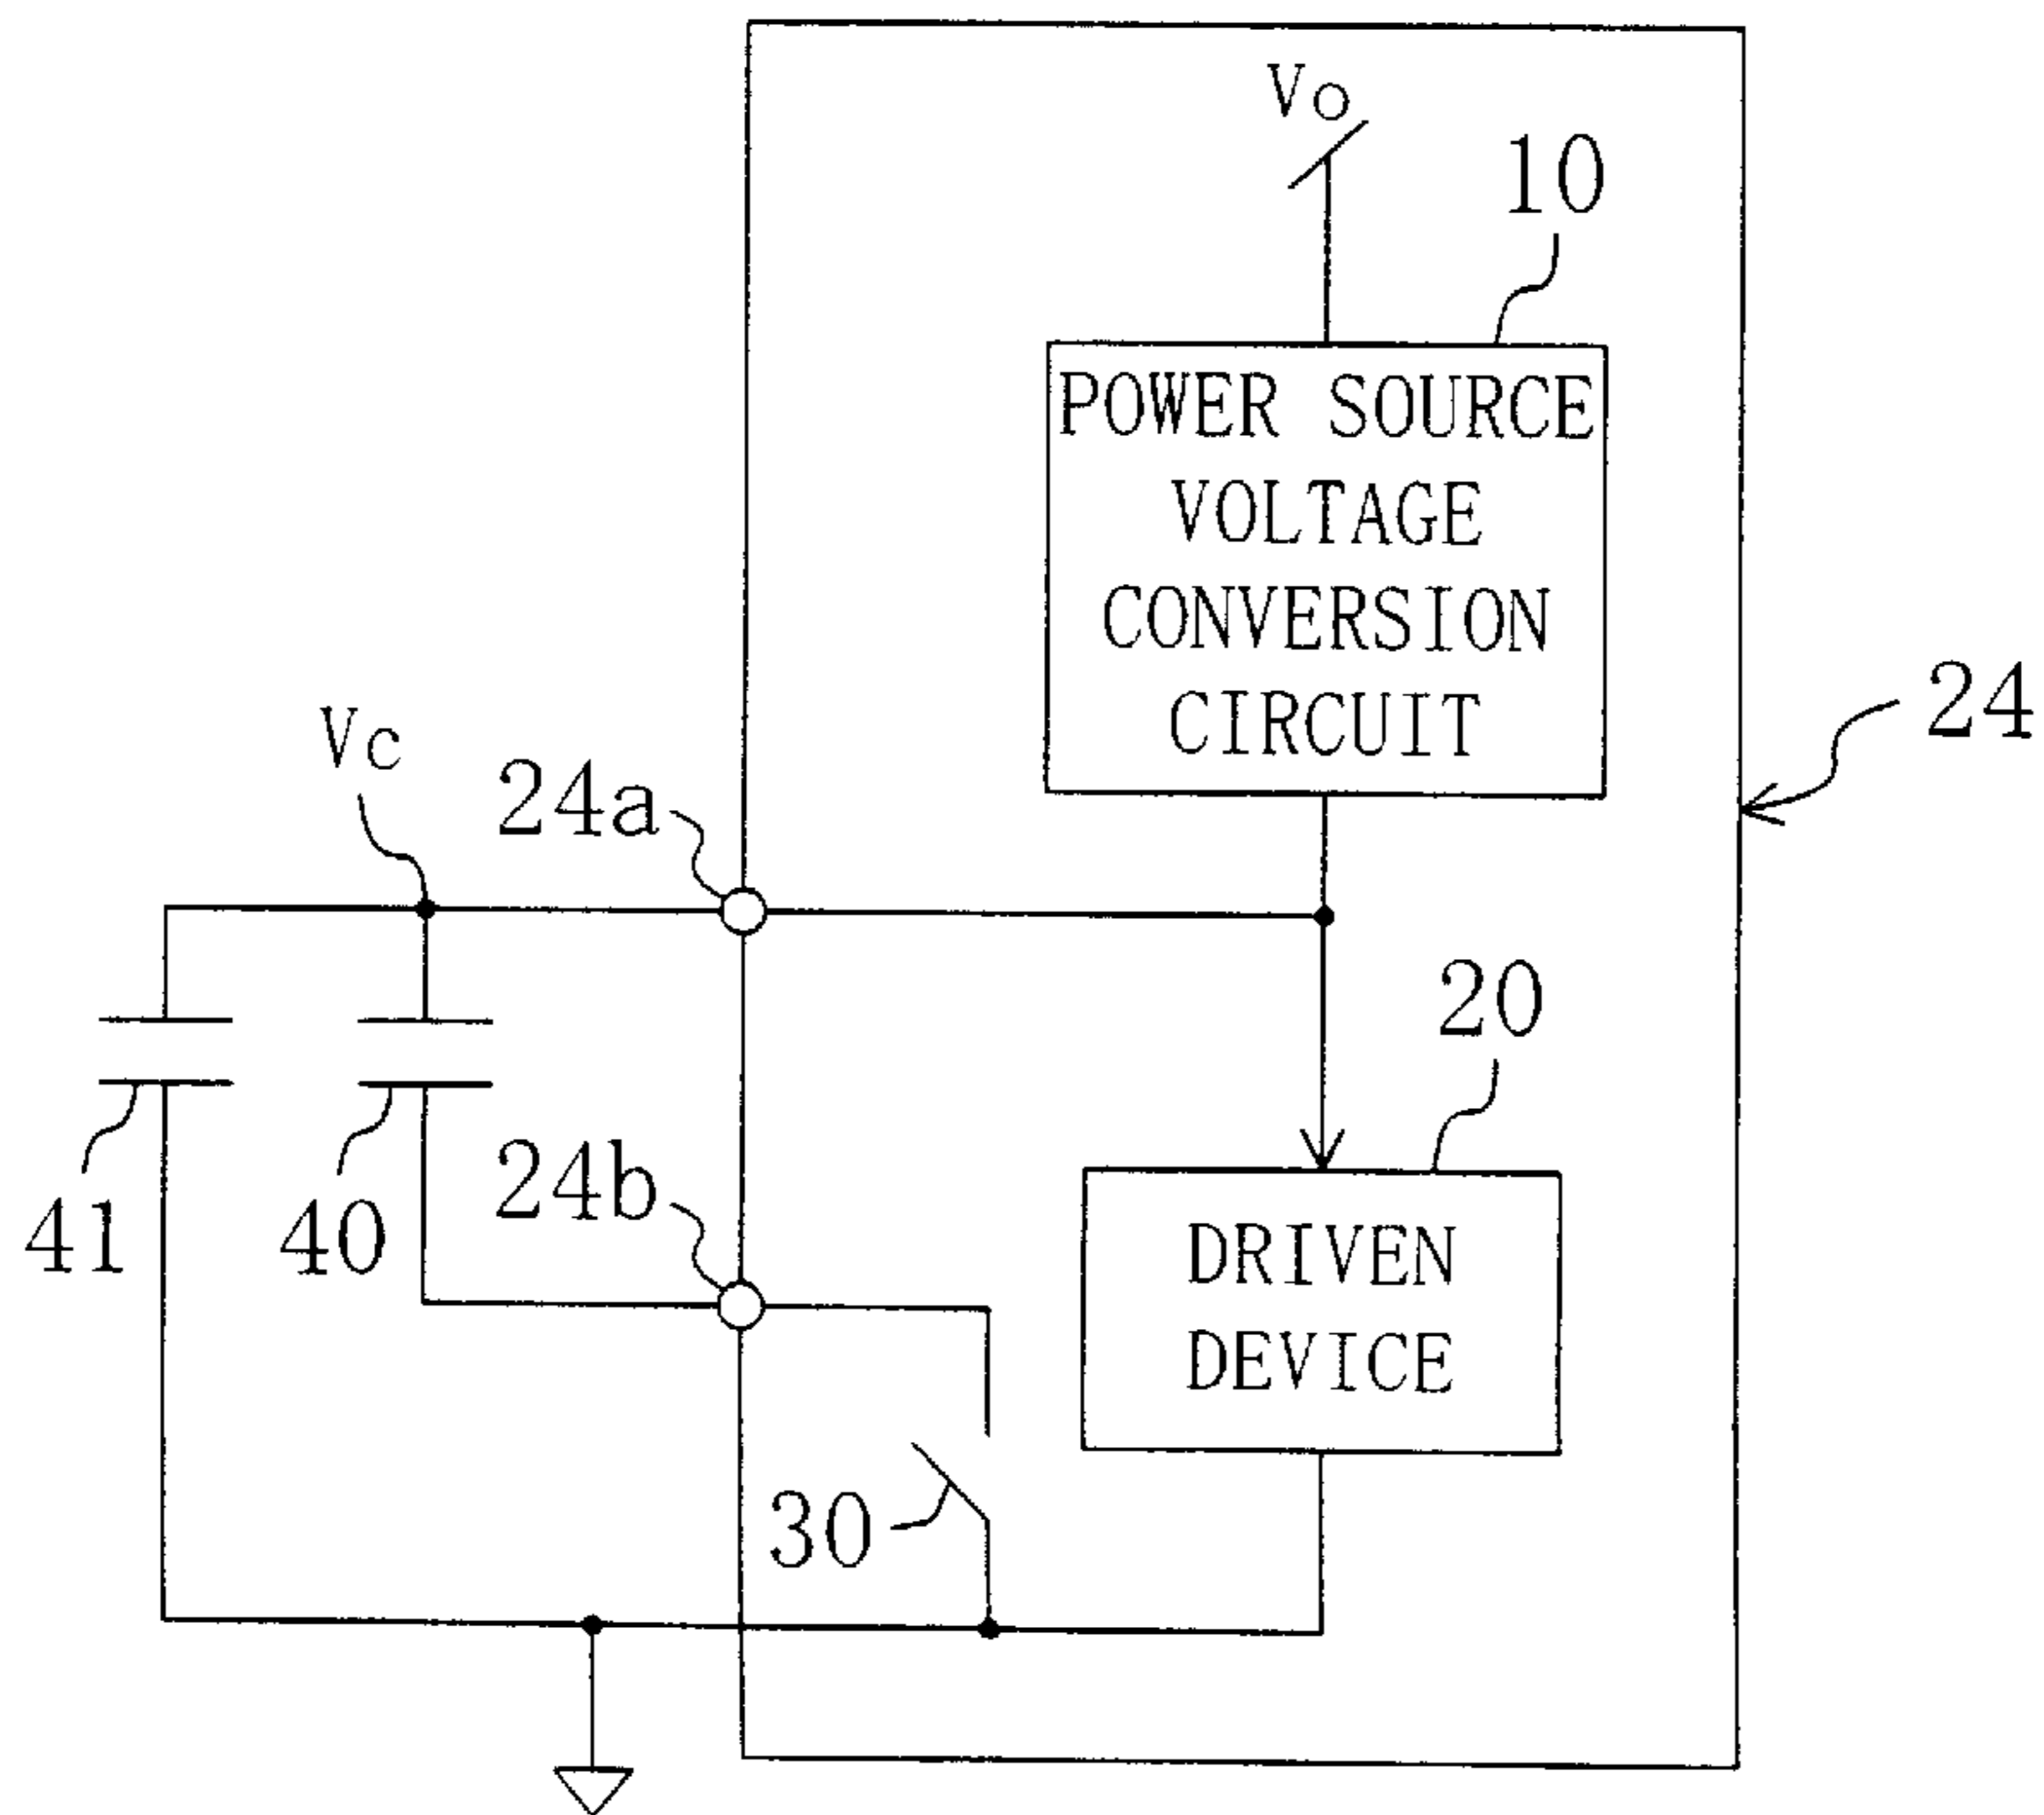 Vo
10
POWER SOURCE
VOLTAGE
CONVERSION
CIRCUIT
24
Vc
24a
20
41
40
24b
DRIVEN
DEVICE
30